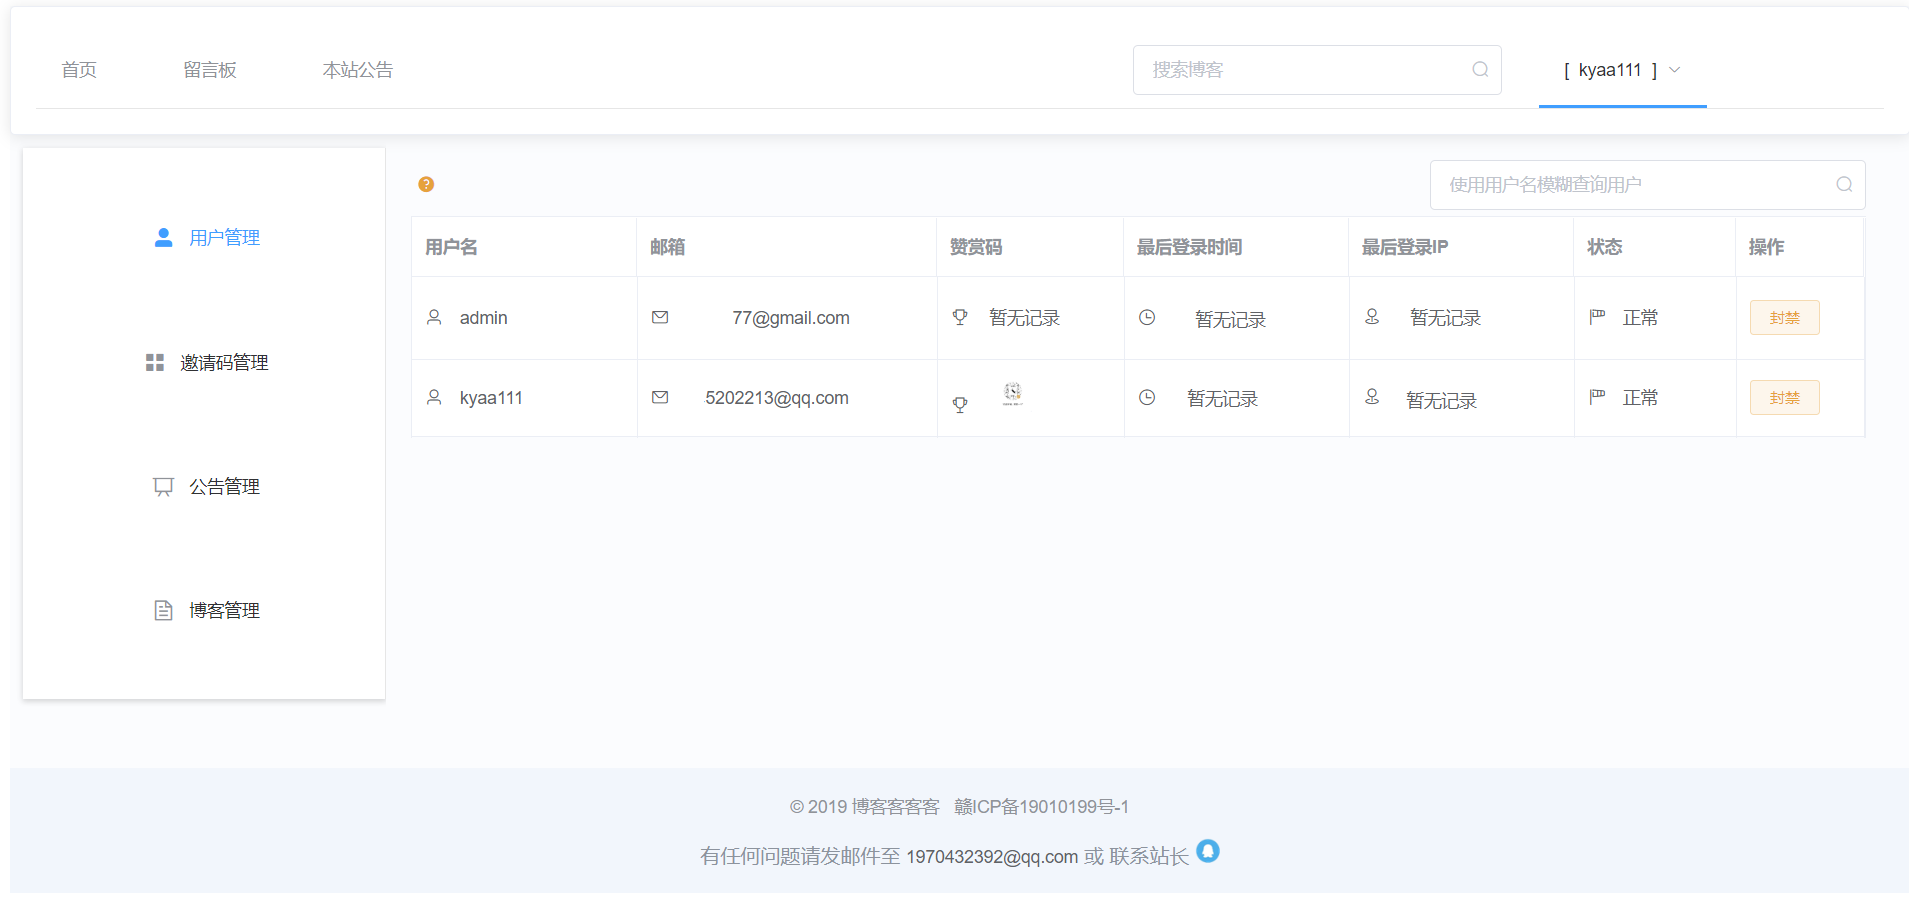 首页 留言板 本站公告 搜索博客 [ kyaa111 ]
使用用户名模糊查询用户
用户管理
邀请码管理
公告管理
博客管理
用户名 邮箱 赞赏码 最后登录时间 最后登录IP 状态 操作
admin 77@gmail.com 暂无记录 暂无记录 暂无记录 正常 封禁
kyaa111 5202213@qq.com 暂无记录 暂无记录 正常 封禁
© 2019 博客客客客 赣ICP备19010199号-1
有任何问题请发邮件至 1970432392@qq.com 或 联系站长